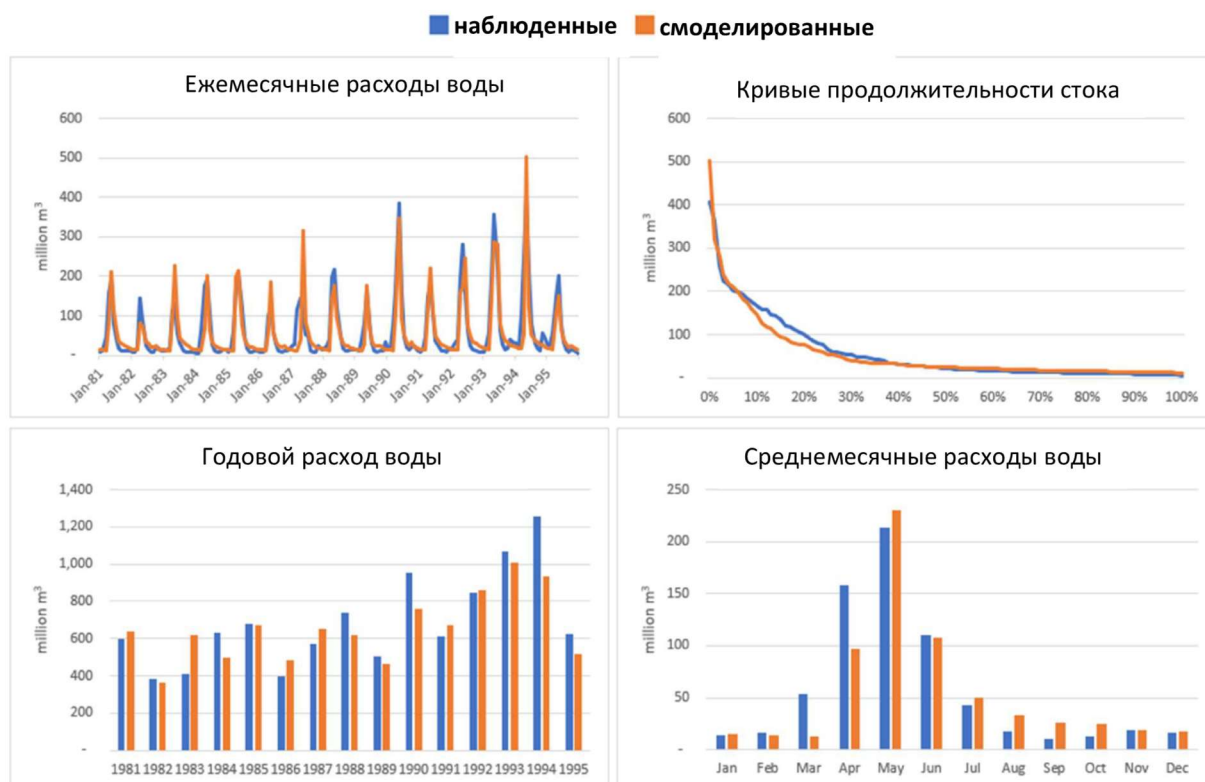 наблюденные смоделированные
Ежемесячные расходы воды
600
500
400
300
200
100
-
million m³
Jan-81 Jan-82 Jan-83 Jan-84 Jan-85 Jan-86 Jan-87 Jan-88 Jan-89 Jan-90 Jan-91 Jan-92 Jan-93 Jan-94 Jan-95
Кривые продолжительности стока
600
500
400
300
200
100
-
million m³
0% 10% 20% 30% 40% 50% 60% 70% 80% 90% 100%
Годовой расход воды
1,400
1,200
1,000
800
600
400
200
-
million m³
1981 1982 1983 1984 1985 1986 1987 1988 1989 1990 1991 1992 1993 1994 1995
Среднемесячные расходы воды
250
200
150
100
50
-
million m³
Jan Feb Mar Apr May Jun Jul Aug Sep Oct Nov Dec